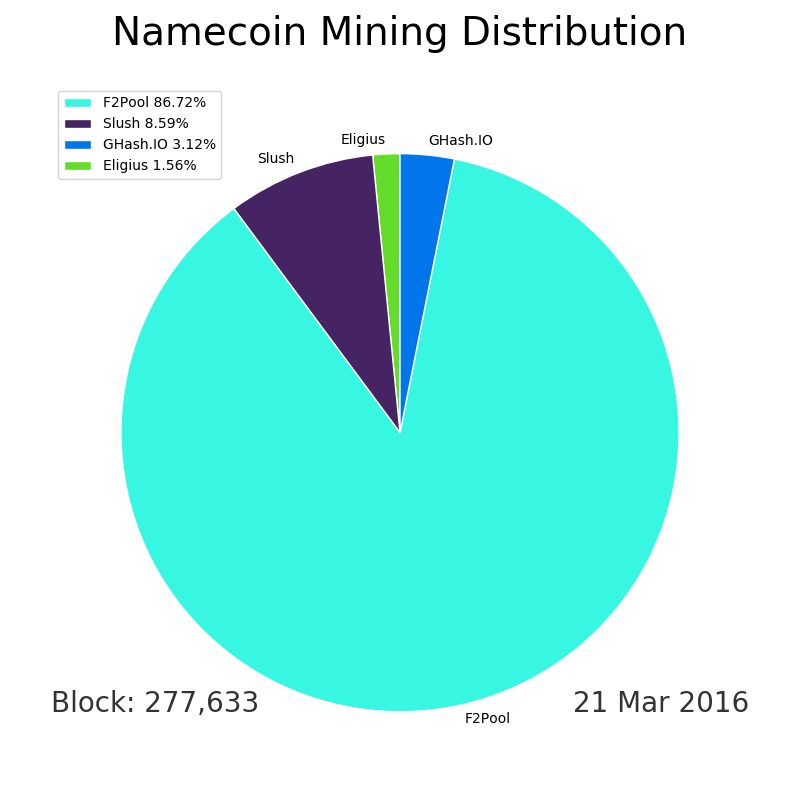 Namecoin Mining Distribution
F2Pool 86.72%
Slush 8.59%
GHash.IO 3.12%
Eligius 1.56%
Eligius
GHash.IO
Slush
Block: 277,633
21 Mar 2016
F2Pool